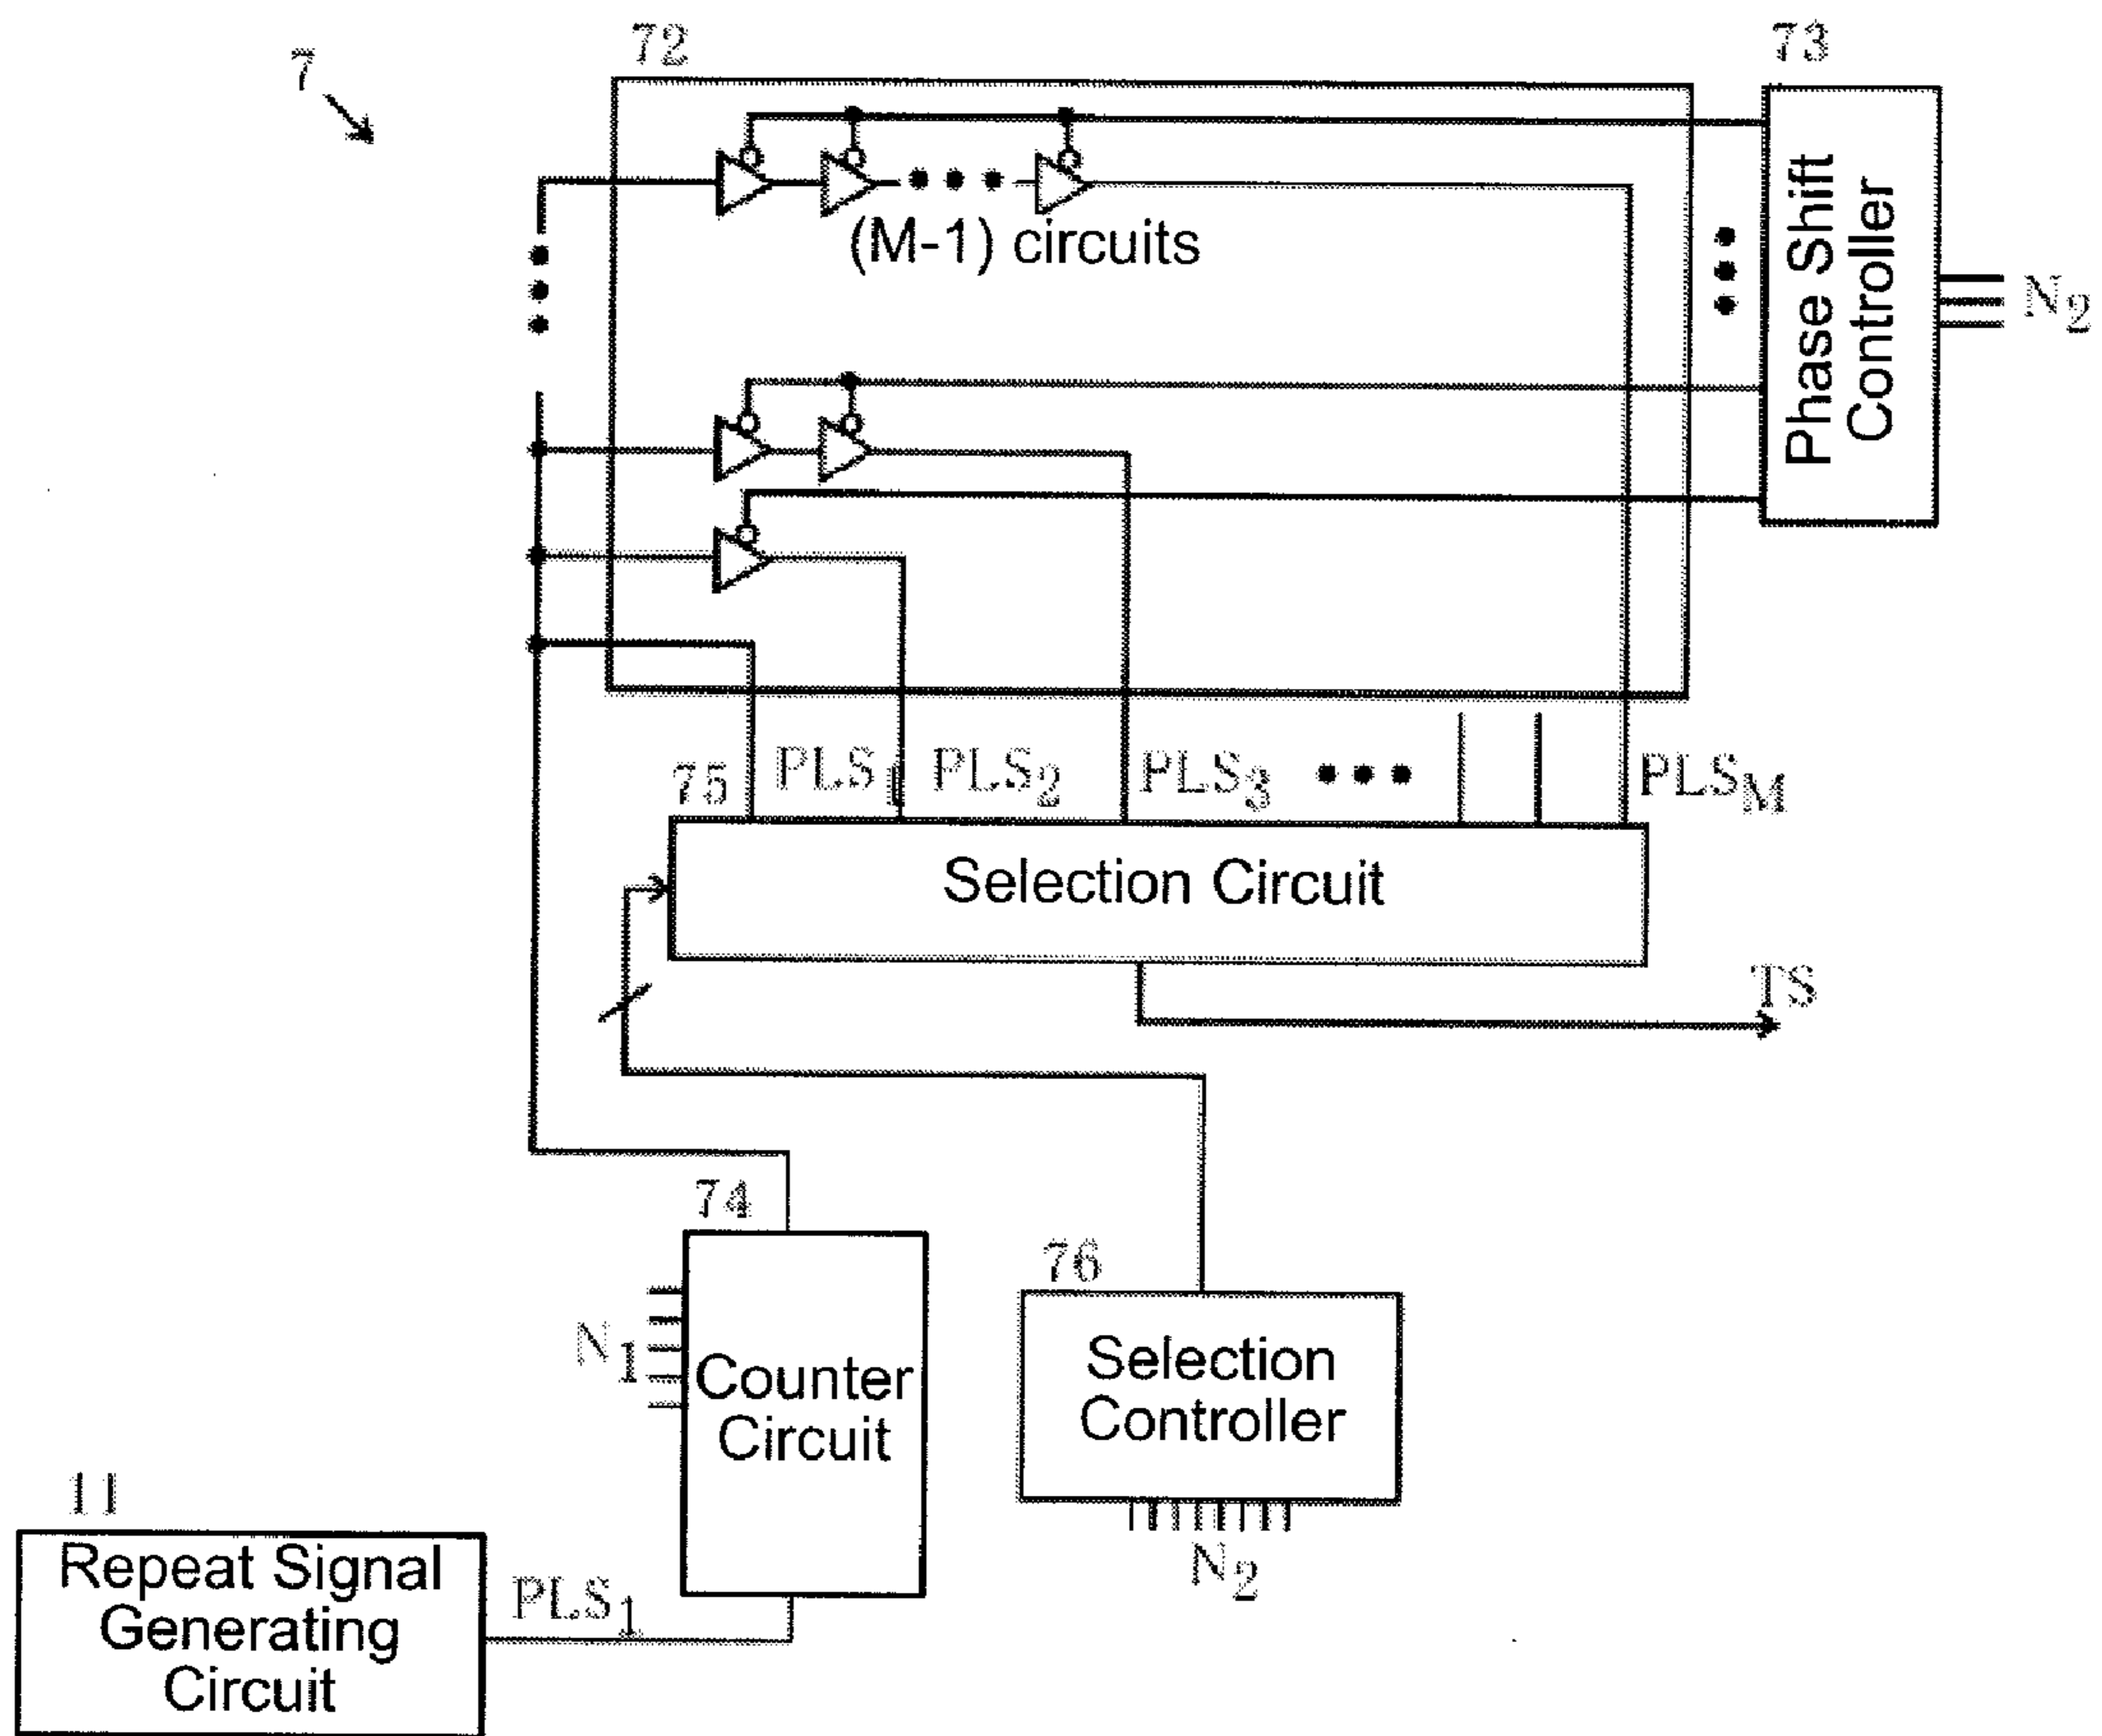 7
72
73
(M-1) circuits
Phase Shift
Controller
N2
75
PLS1
PLS2
PLS3
PLSM
Selection Circuit
TS
74
N1
Counter
Circuit
76
Selection
Controller
N2
11
Repeat Signal
Generating
Circuit
PLS1